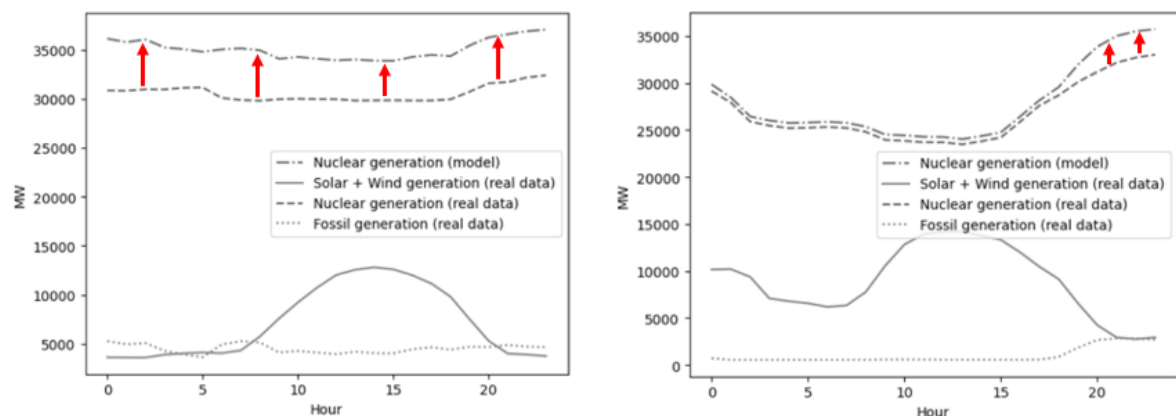 35000
30000
25000
20000
15000
10000
5000
MW
Nuclear generation (model)
Solar + Wind generation (real data)
Nuclear generation (real data)
Fossil generation (real data)
0
5
10
15
20
Hour
35000
30000
25000
20000
15000
10000
5000
0
MW
Nuclear generation (model)
Solar + Wind generation (real data)
Nuclear generation (real data)
Fossil generation (real data)
0
5
10
15
20
Hour